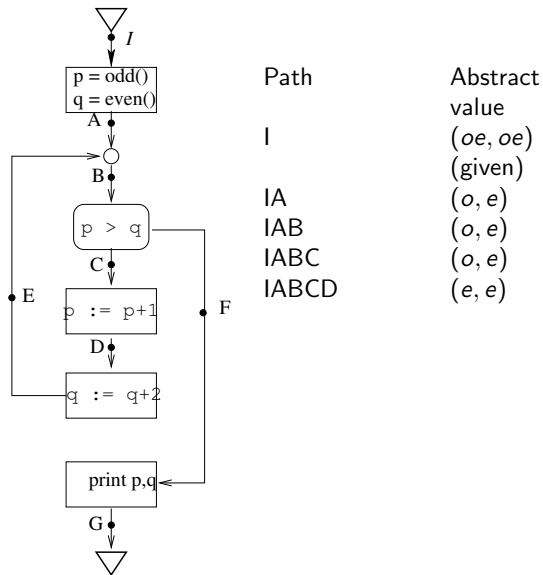 I
p = odd()
q = even()
A
B
p > q
C
E
F
p := p+1
D
q := q+2
print p,q
G
Path Abstract
value
I (oe, oe)
(given)
IA (o, e)
IAB (o, e)
IABC (o, e)
IABCD (e, e)